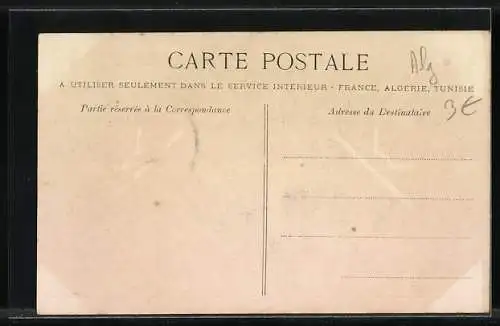 CARTE POSTALE
Alg
A UTILISER SEULEMENT DANS LE SERVICE INTERIEUR - FRANCE, ALGERIE, TUNISIE
3€
Partie réservée à la Correspondance
Adresse du Destinataire